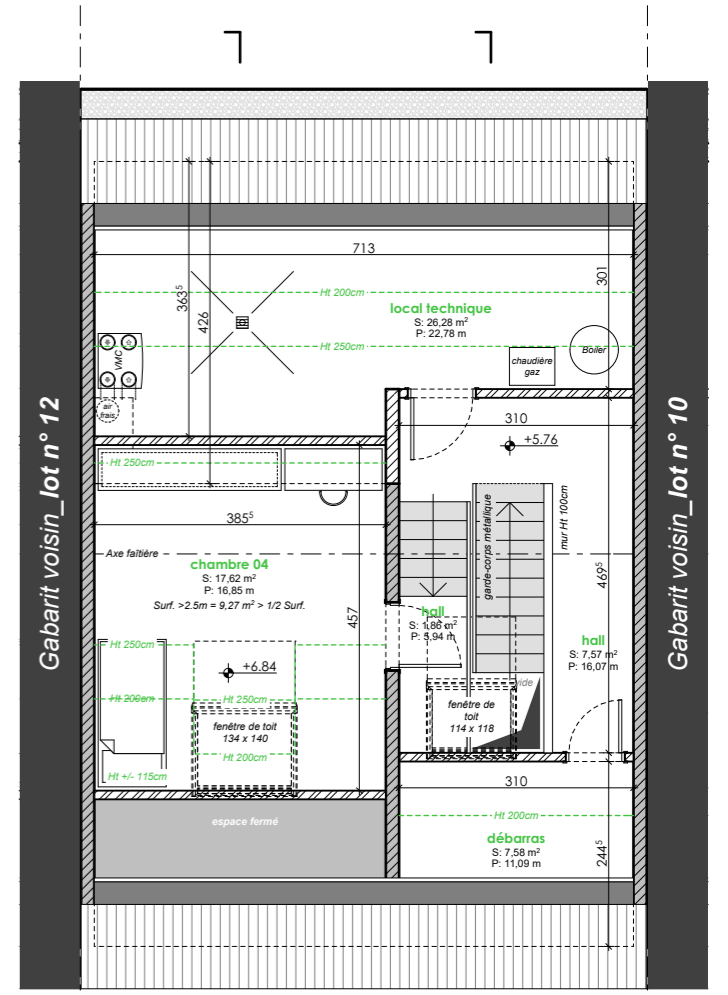 713
Ht 200cm
363⁵
426
301
local technique
S: 26,28 m²
P: 22,78 m
Ht 250cm
VMC
chaudière
gaz
Boiler
air
frais
310
+5.76
Ht 250cm
385⁵
Axe faîtière
chambre 04
S: 17,62 m²
P: 16,85 m
Surf. >2.5m = 9,27 m² > 1/2 Surf.
457
garde-corps métallique
mur Ht 100cm
469⁵
hall
S: 1,86 m²
P: 5,94 m
hall
S: 7,57 m²
P: 16,07 m
Ht 250cm
+6.84
Ht 200cm
Ht 250cm
vide
fenêtre de toit
134 x 140
fenêtre de
toit
114 x 118
Ht 200cm
Ht +/- 115cm
310
espace fermé
Ht 200cm
débarras
S: 7,58 m²
P: 11,09 m
244⁵
Gabarit voisin_lot n° 12
Gabarit voisin_lot n° 10